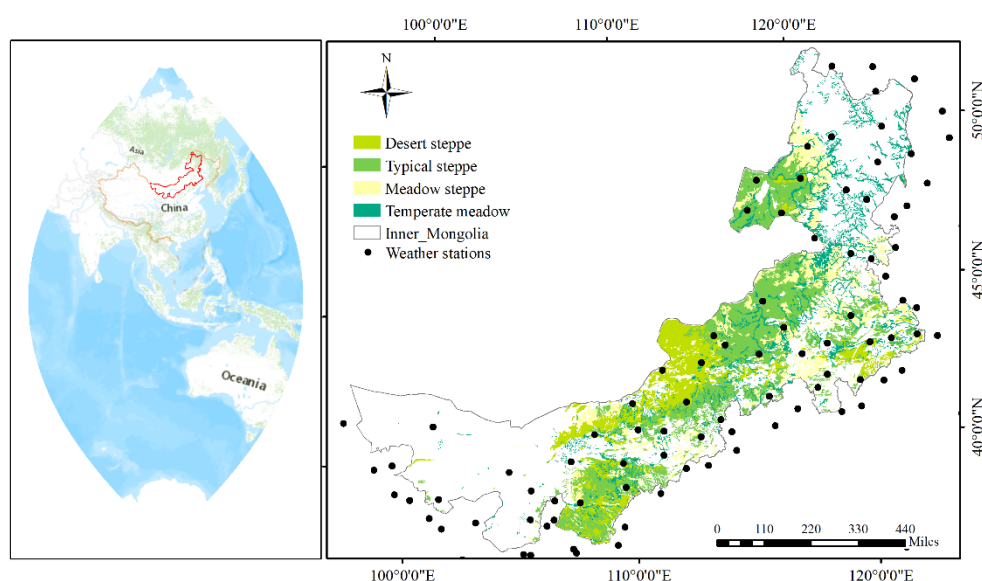 100°0'0"E
110°0'0"E
120°0'0"E
N
Desert steppe
Typical steppe
Meadow steppe
Temperate meadow
Inner_Mongolia
Weather stations
Asia
China
Oceania
50°0'0"N
45°0'0"N
40°0'0"N
0 110 220 330 440
Miles
100°0'0"E
110°0'0"E
120°0'0"E